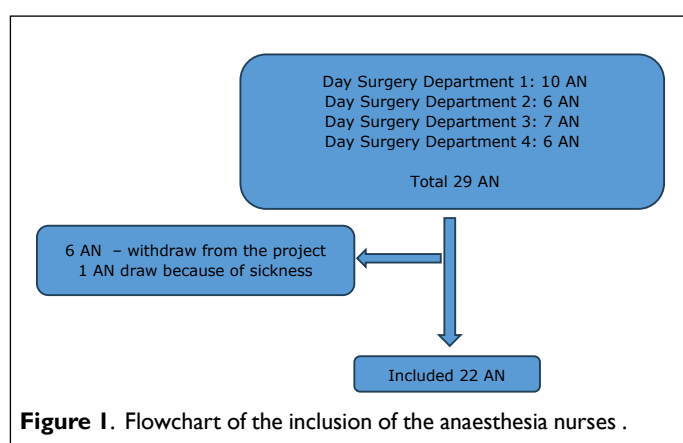 Day Surgery Department 1: 10 AN
Day Surgery Department 2: 6 AN
Day Surgery Department 3: 7 AN
Day Surgery Department 4: 6 AN
Total 29 AN
6 AN – withdraw from the project
1 AN draw because of sickness
Included 22 AN
Figure 1. Flowchart of the inclusion of the anaesthesia nurses .